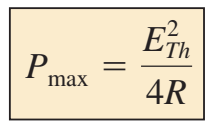 P_max = E_Th^2 / 4R